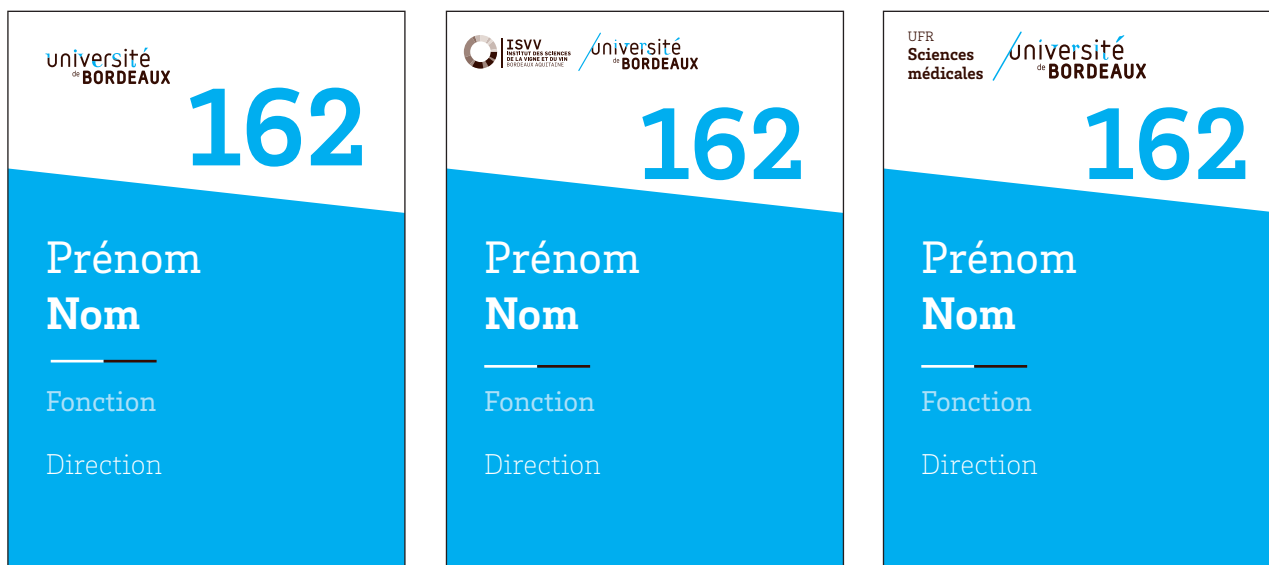 université
de BORDEAUX
162
Prénom
Nom
Fonction
Direction
ISVV
INSTITUT DES SCIENCES
DE LA VIGNE ET DU VIN
BORDEAUX AQUITAINE
université
de BORDEAUX
162
Prénom
Nom
Fonction
Direction
UFR
Sciences
médicales
université
de BORDEAUX
162
Prénom
Nom
Fonction
Direction